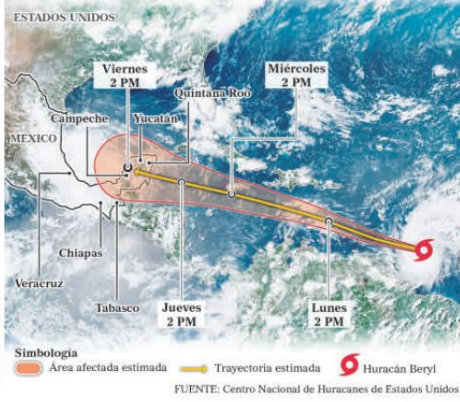 ESTADOS UNIDOS
Viernes
2 PM
Miércoles
2 PM
Quintana Roo
Campeche
Yucatán
MÉXICO
Chiapas
Veracruz
Tabasco
Jueves
2 PM
Lunes
2 PM
Simbología
Área afectada estimada
Trayectoria estimada
Huracán Beryl
FUENTE: Centro Nacional de Huracanes de Estados Unidos